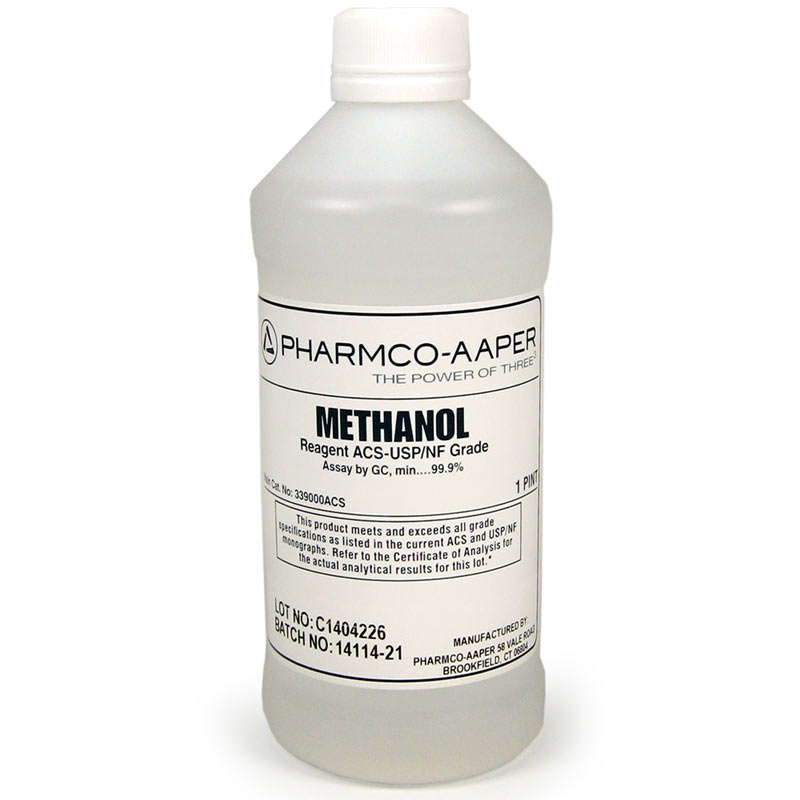 PHARMCO-AAPER
THE POWER OF THREE³
METHANOL
Reagent ACS-USP/NF Grade
Assay by GC, min....99.9%
Cat. No: 339000ACS
1 PINT
This product meets and exceeds all grade
specifications as listed in the current ACS and USP/NF
monographs. Refer to the Certificate of Analysis for
the actual analytical results for this lot.*
LOT NO: C1404226
BATCH NO: 14114-21
MANUFACTURED BY:
PHARMCO-AAPER 58 VALE ROAD
BROOKFIELD, CT 06804